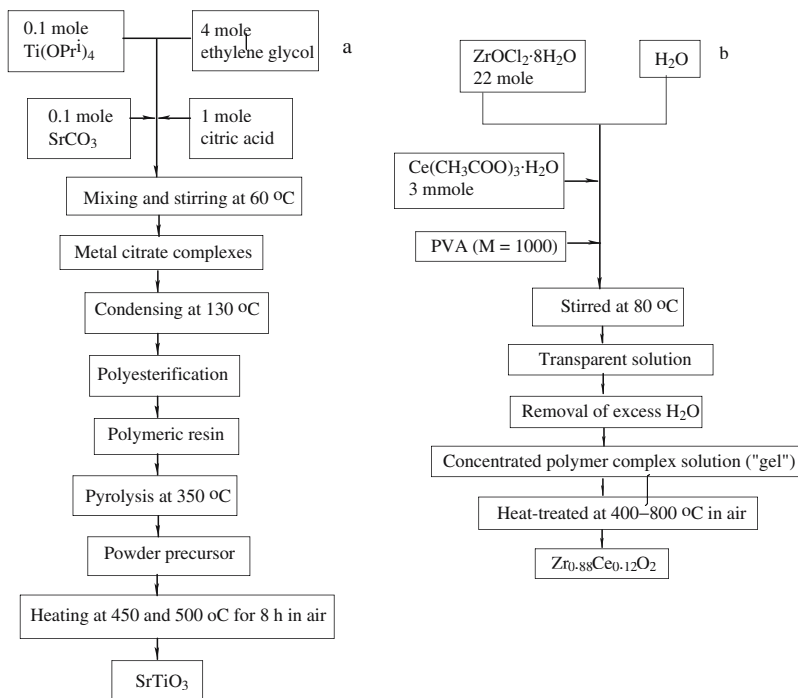 0.1 mole
Ti(OPrⁱ)₄
4 mole
ethylene glycol
a
0.1 mole
SrCO₃
1 mole
citric acid
Mixing and stirring at 60 ºC
Metal citrate complexes
Condensing at 130 ºC
Polyesterification
Polymeric resin
Pyrolysis at 350 ºC
Powder precursor
Heating at 450 and 500 oC for 8 h in air
SrTiO₃
ZrOCl₂·8H₂O
22 mole
H₂O
b
Ce(CH₃COO)₃·H₂O
3 mmole
PVA (M = 1000)
Stirred at 80 ºC
Transparent solution
Removal of excess H₂O
Concentrated polymer complex solution ("gel")
Heat-treated at 400–800 ºC in air
Zr₀.₈₈Ce₀.₁₂O₂